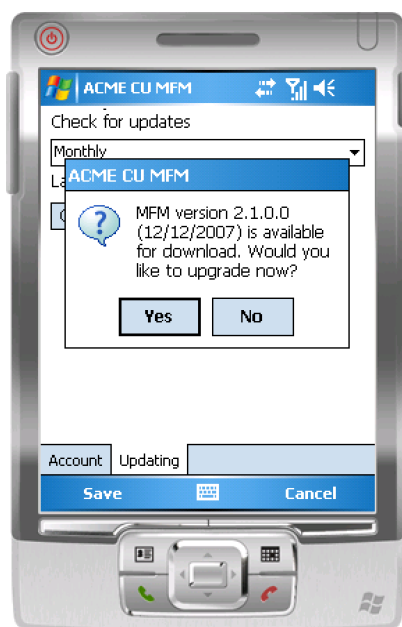 ACME CU MFM
Check for updates
Monthly
La
ACME CU MFM
MFM version 2.1.0.0
(12/12/2007) is available
for download. Would you
like to upgrade now?
Yes
No
Account
Updating
Save
Cancel